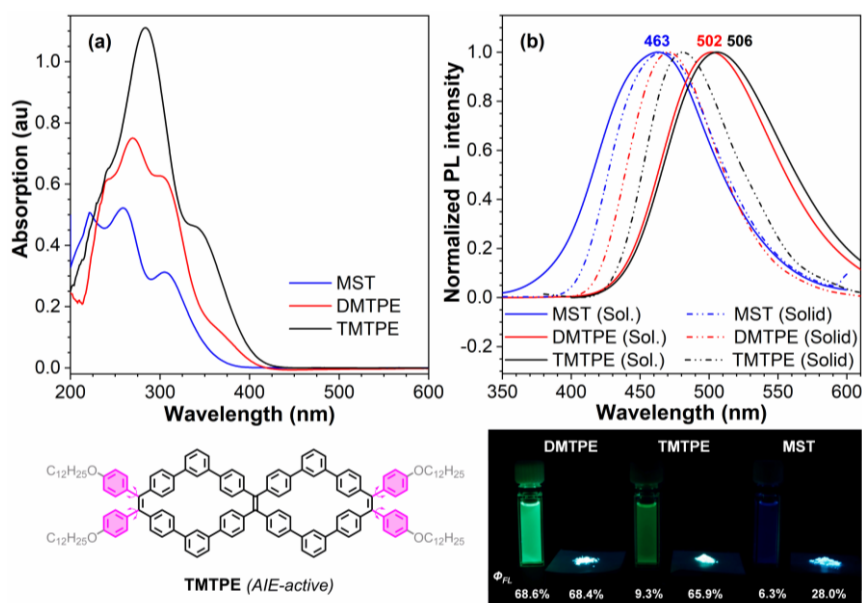 (a)
Absorption (au)
1.0
0.8
0.6
0.4
0.2
0.0
MST
DMTPE
TMTPE
200 300 400 500 600
Wavelength (nm)
(b)
463 502 506
Normalized PL intensity
1.0
0.8
0.6
0.4
0.2
0.0
-0.2
MST (Sol.) MST (Solid)
DMTPE (Sol.) DMTPE (Solid)
TMTPE (Sol.) TMTPE (Solid)
350 400 450 500 550 600
Wavelength (nm)
C12H25O OC12H25
C12H25O OC12H25
TMTPE (AIE-active)
DMTPE TMTPE MST
ΦFL
68.6% 68.4% 9.3% 65.9% 6.3% 28.0%